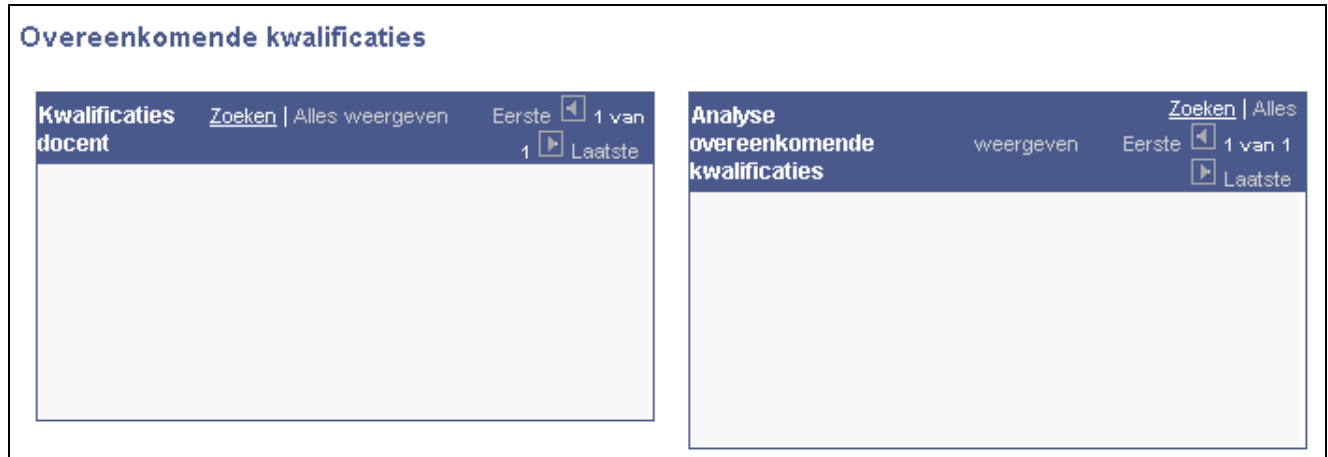 Overeenkomende kwalificaties
Kwalificaties Zoeken | Alles weergeven Eerste 1 van
docent 1 Laatste
Analyse Zoeken | Alles
overeenkomende weergeven Eerste 1 van 1
kwalificaties Laatste